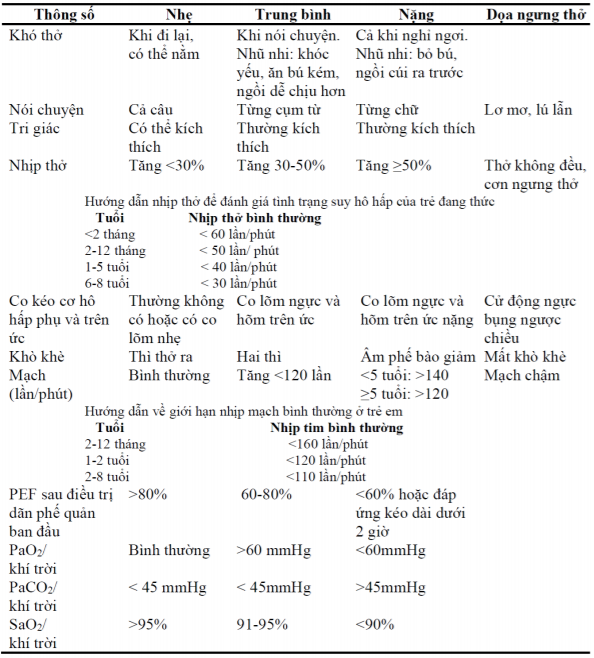 Thông số Nhẹ Trung bình Nặng Dọa ngưng thở
Khó thở Khi đi lại, Khi nói chuyện. Cả khi nghỉ ngơi.
có thể nằm Nhũ nhi: khóc Nhũ nhi: bỏ bú,
yếu, ăn bú kém, ngồi cúi ra trước
ngồi dễ chịu hơn
Nói chuyện Cả câu Từng cụm từ Từng chữ Lơ mơ, lú lẫn
Tri giác Có thể kích Thường kích Thường kích thích
thích thích
Nhịp thở Tăng <30% Tăng 30-50% Tăng ≥50% Thở không đều,
cơn ngưng thở
Hướng dẫn nhịp thở để đánh giá tình trạng suy hô hấp của trẻ đang thức
Tuổi Nhịp thở bình thường
<2 tháng < 60 lần/phút
2-12 tháng < 50 lần/ phút
1-5 tuổi < 40 lần/phút
6-8 tuổi < 30 lần/phút
Co kéo cơ hô Thường không Co lõm ngực và Co lõm ngực và Cử động ngực
hấp phụ và trên có hoặc có co hõm trên ức hõm trên ức nặng bụng ngược
ức lõm nhẹ chiều
Khò khè Thì thở ra Hai thì Âm phế bào giảm Mất khò khè
Mạch Bình thường Tăng <120 lần <5 tuổi: >140 Mạch chậm
(lần/phút) ≥5 tuổi: >120
Hướng dẫn về giới hạn nhịp mạch bình thường ở trẻ em
Tuổi Nhịp tim bình thường
2-12 tháng <160 lần/phút
1-2 tuổi <120 lần/phút
2-8 tuổi <110 lần/phút
PEF sau điều trị >80% 60-80% <60% hoặc đáp
dãn phế quản ứng kéo dài dưới
ban đầu 2 giờ
PaO2/ Bình thường >60 mmHg <60mmHg
khí trời
PaCO2/ < 45 mmHg < 45mmHg >45mmHg
khí trời
SaO2/ >95% 91-95% <90%
khí trời